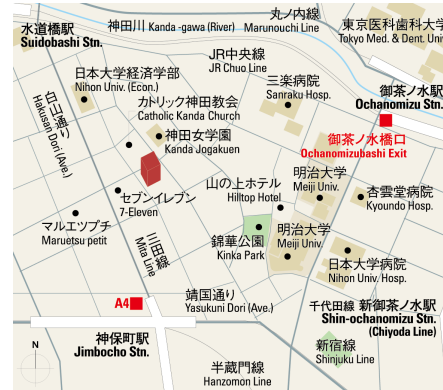 水道橋駅
Suidobashi Stn.
神田川 Kanda -gawa (River)
丸ノ内線
Marunouchi Line
東京医科歯科大学
Tokyo Med. & Dent. Univ
JR中央線
JR Chuo Line
日本大学経済学部
Nihon Univ. (Econ.)
白山通り
Hakusan Dori (Ave.)
カトリック神田教会
Catholic Kanda Church
三楽病院
Sanraku Hosp.
御茶ノ水駅
Ochanomizu Stn.
神田女学園
Kanda Jogakuen
御茶ノ水橋口
Ochanomizubashi Exit
セブンイレブン
7-Eleven
山の上ホテル
Hilltop Hotel
明治大学
Meiji Univ.
杏雲堂病院
Kyoundo Hosp.
マルエツプチ
Maruetsu petit
三田線
Mita Line
錦華公園
Kinka Park
明治大学
Meiji Univ.
日本大学病院
Nihon Univ. Hosp.
A4
靖国通り
Yasukuni Dori (Ave.)
千代田線 新御茶ノ水駅
Shin-ochanomizu Stn.
(Chiyoda Line)
神保町駅
Jimbocho Stn.
新宿線
Shinjuku Line
半蔵門線
Hanzomon Line
N